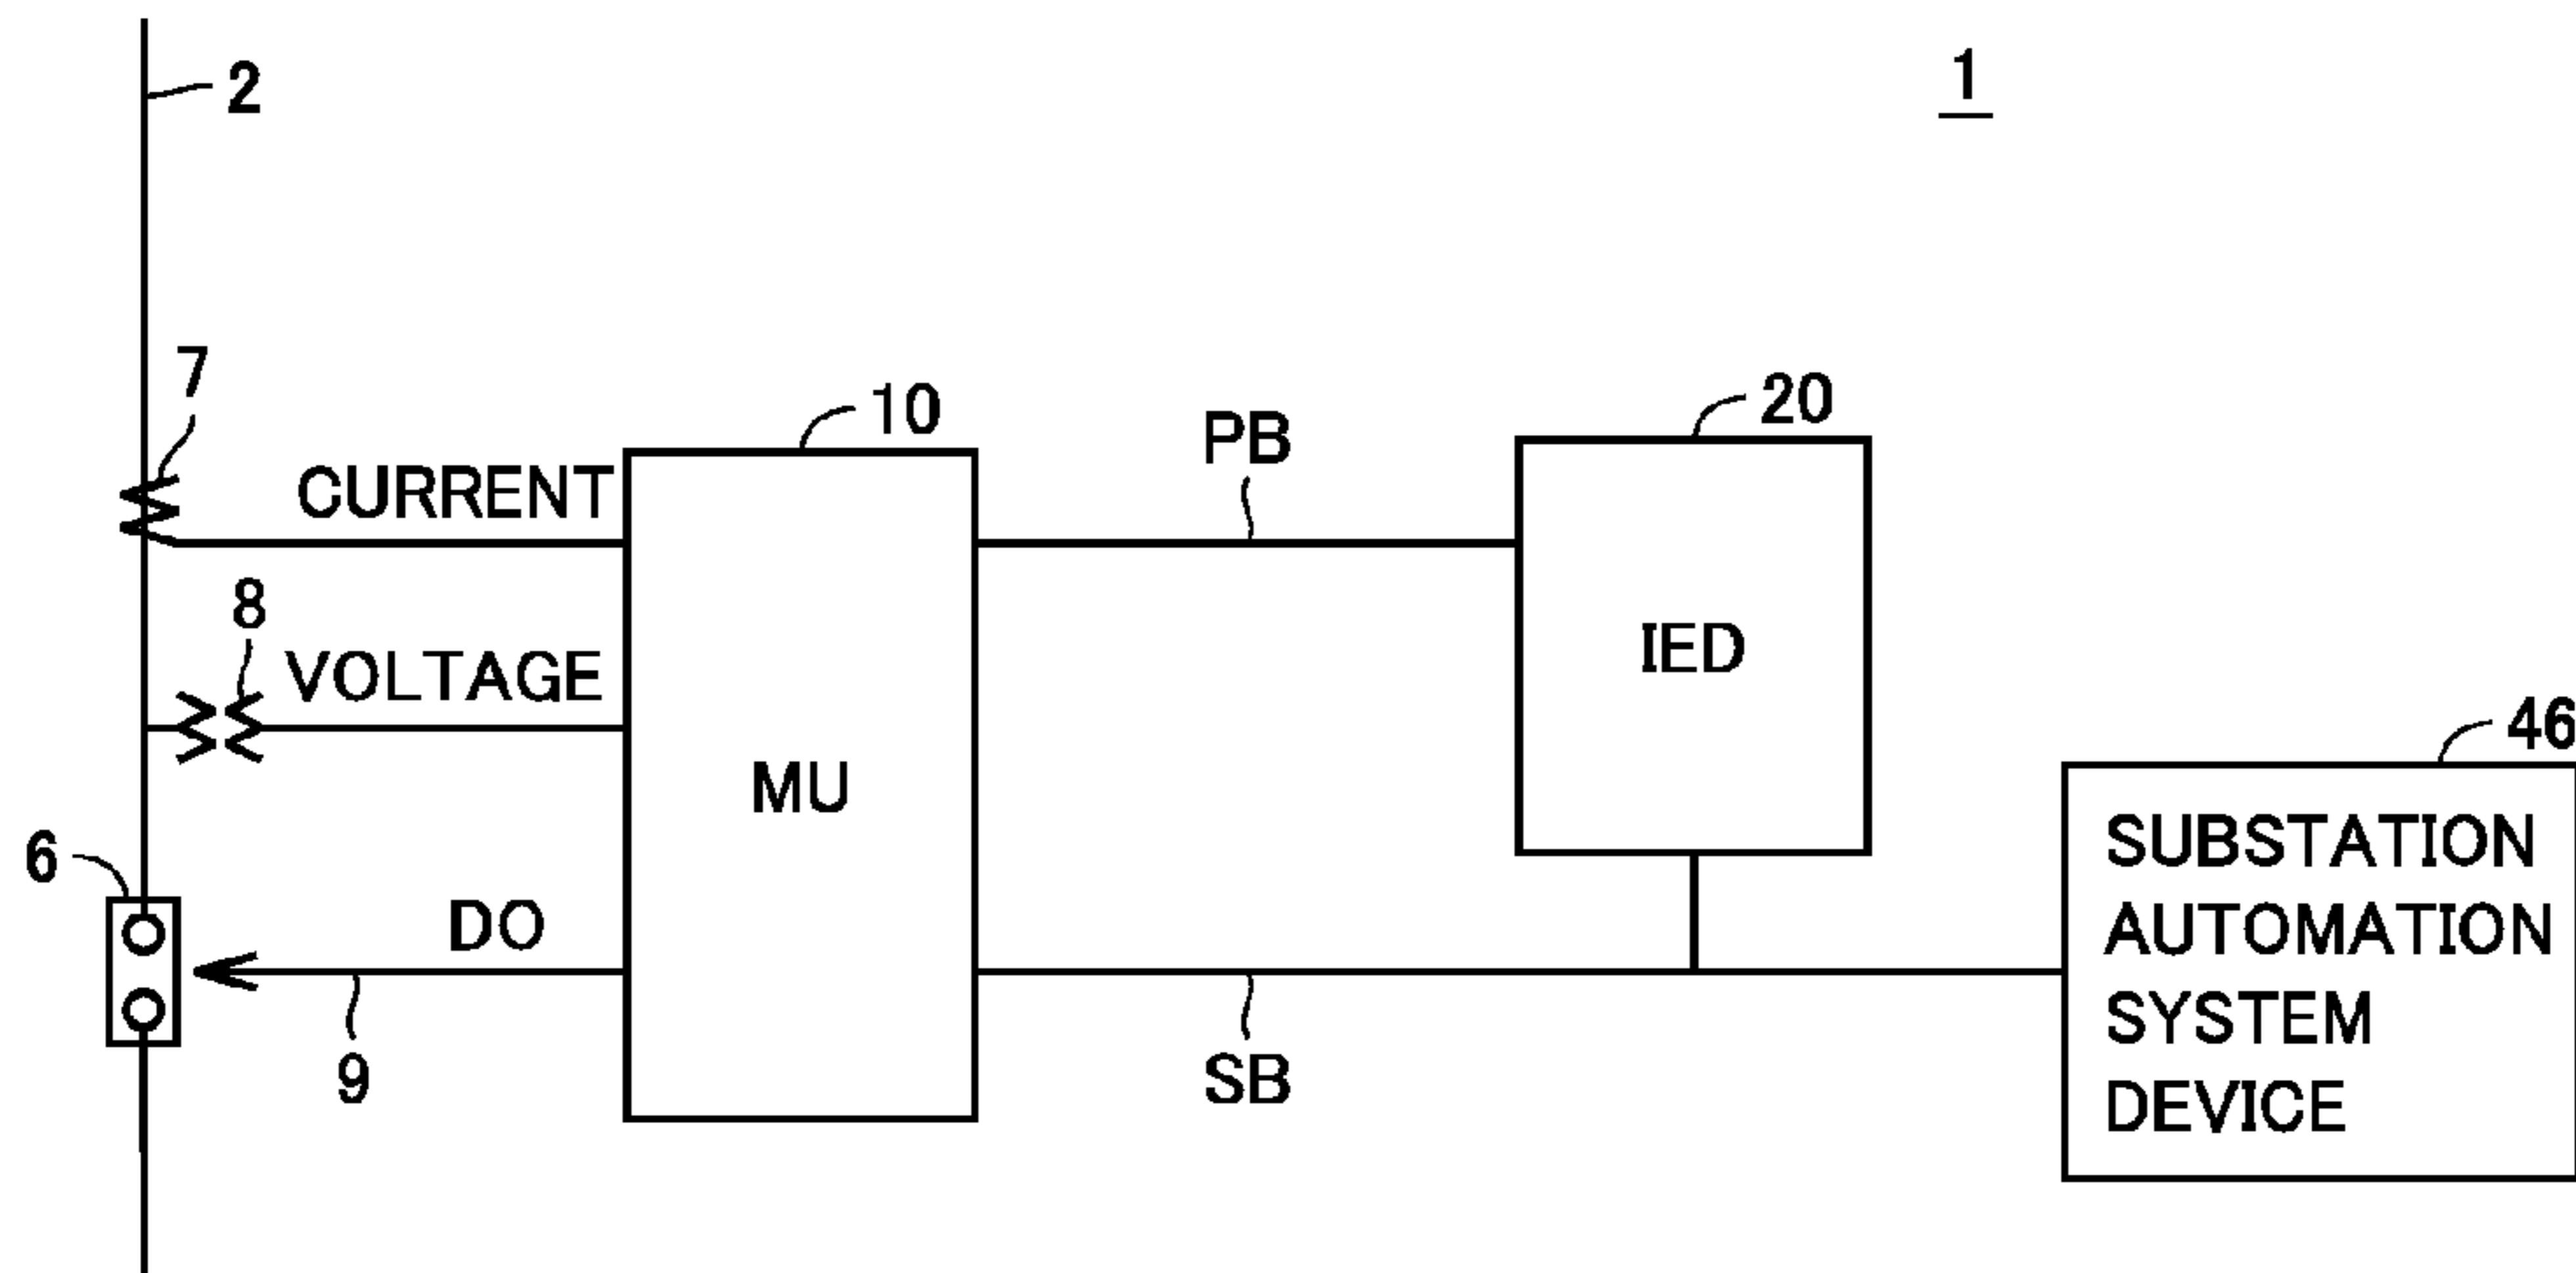 1
2
7
CURRENT
10
PB
20
8
VOLTAGE
MU
IED
46
6
DO
9
SB
SUBSTATION
AUTOMATION
SYSTEM
DEVICE